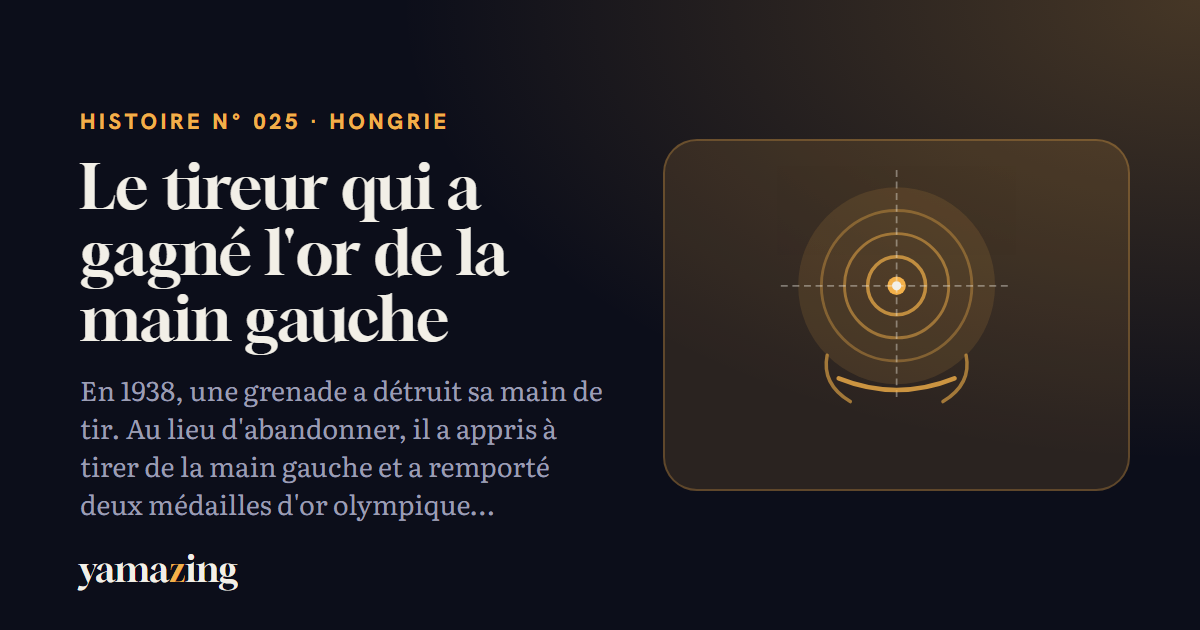 HISTOIRE N° 025 · HONGRIE
Le tireur qui a
gagné l'or de la
main gauche
En 1938, une grenade a détruit sa main de
tir. Au lieu d'abandonner, il a appris à
tirer de la main gauche et a remporté
deux médailles d'or olympique...
yamazing